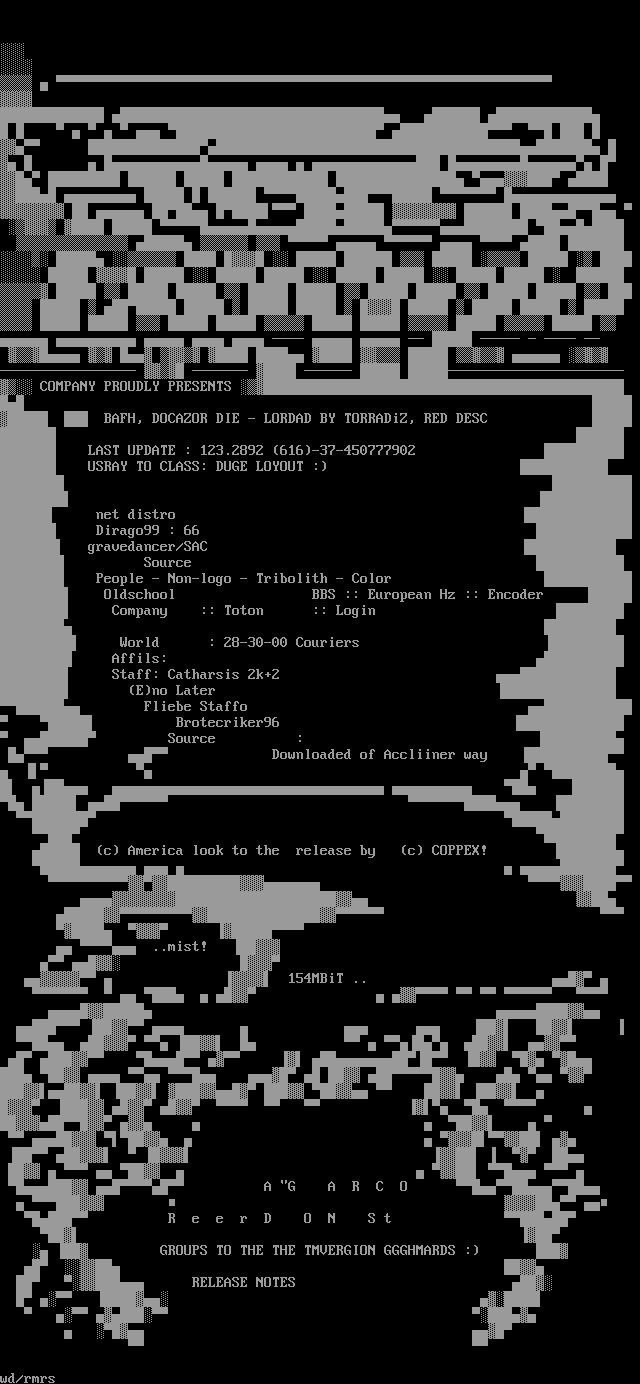 COMPANY PROUDLY PRESENTS
BAFH, DOCAZOR DIE - LORDAD BY TORRADiZ, RED DESC
LAST UPDATE : 123.2892 (616)-37-450777902
USRAY TO CLASS: DUGE LOYOUT :)
net distro
Dirago99 : 66
gravedancer/SAC
Source
People - Non-logo - Tribolith - Color
Oldschool BBS :: European Hz :: Encoder
Company :: Toton :: Login
World : 28-30-00 Couriers
Affils:
Staff: Catharsis 2k+2
(E)no Later
Fliebe Staffo
Brotecriker96
Source :
Downloaded of Accliiner way
(c) America look to the release by (c) COPPEX!
..mist!
154MBiT ..
A "G A R C O
R e e r D O N S t
GROUPS TO THE THE TMVERGION GGGHMARDS :)
RELEASE NOTES
wd/rmrs